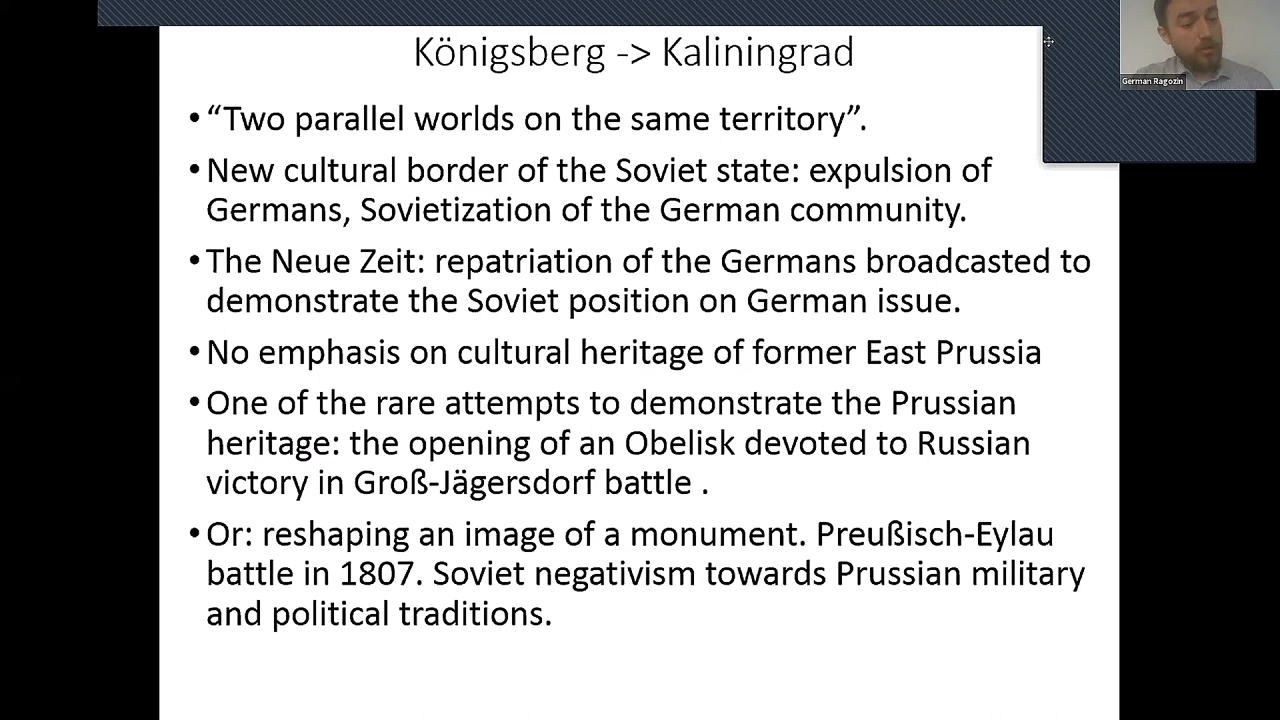 Königsberg -> Kaliningrad
German Ragozin
•“Two parallel worlds on the same territory”.
•New cultural border of the Soviet state: expulsion of
Germans, Sovietization of the German community.
•The Neue Zeit: repatriation of the Germans broadcasted to
demonstrate the Soviet position on German issue.
•No emphasis on cultural heritage of former East Prussia
•One of the rare attempts to demonstrate the Prussian
heritage: the opening of an Obelisk devoted to Russian
victory in Groß-Jägersdorf battle .
•Or: reshaping an image of a monument. Preußisch-Eylau
battle in 1807. Soviet negativism towards Prussian military
and political traditions.